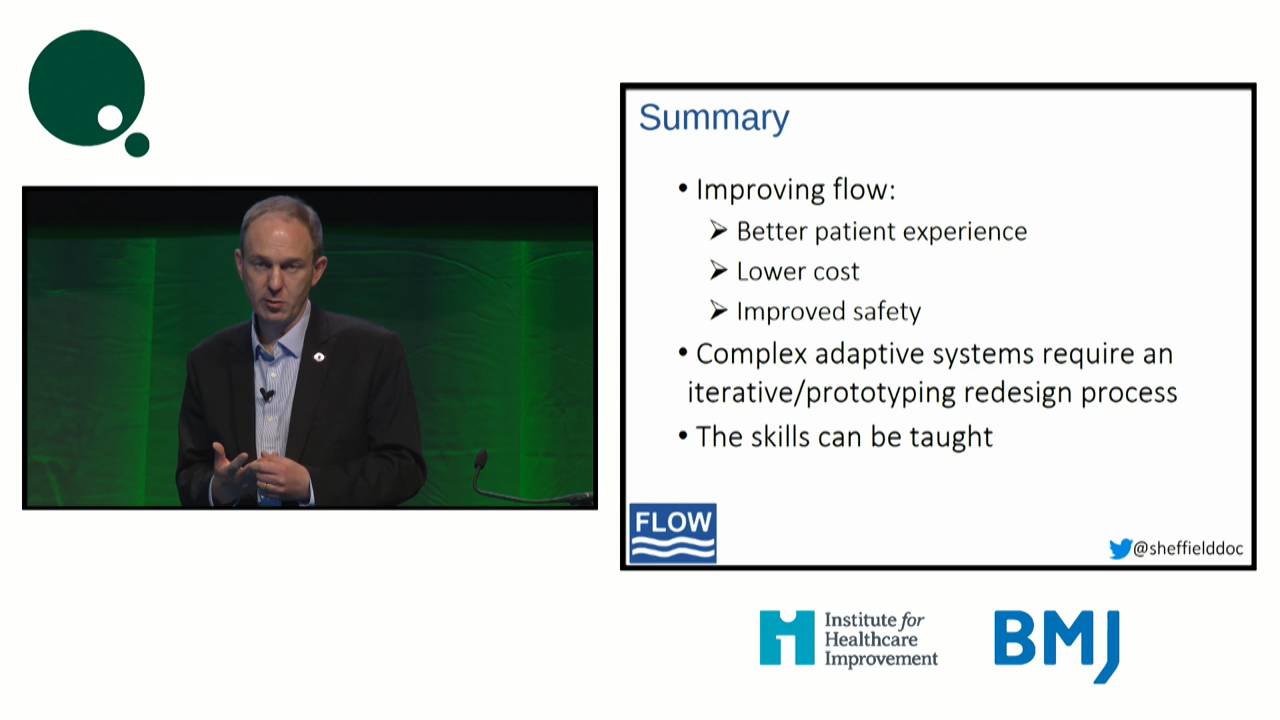 Summary
• Improving flow:
➢ Better patient experience
➢ Lower cost
➢ Improved safety
• Complex adaptive systems require an
iterative/prototyping redesign process
• The skills can be taught
FLOW
@sheffielddoc
Institute for
Healthcare
Improvement
BMJ